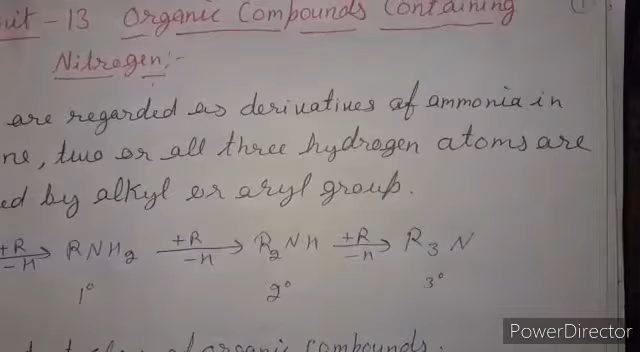 Unit - 13 Organic Compounds Containing
Nitrogen:-
are regarded as derivatives of ammonia in
ne, two or all three hydrogen atoms are
ed by alkyl or aryl group.
+R -H → RNH2 +R -H → R2NH +R -H → R3N
1° 2° 3°
of organic compounds.
PowerDirector